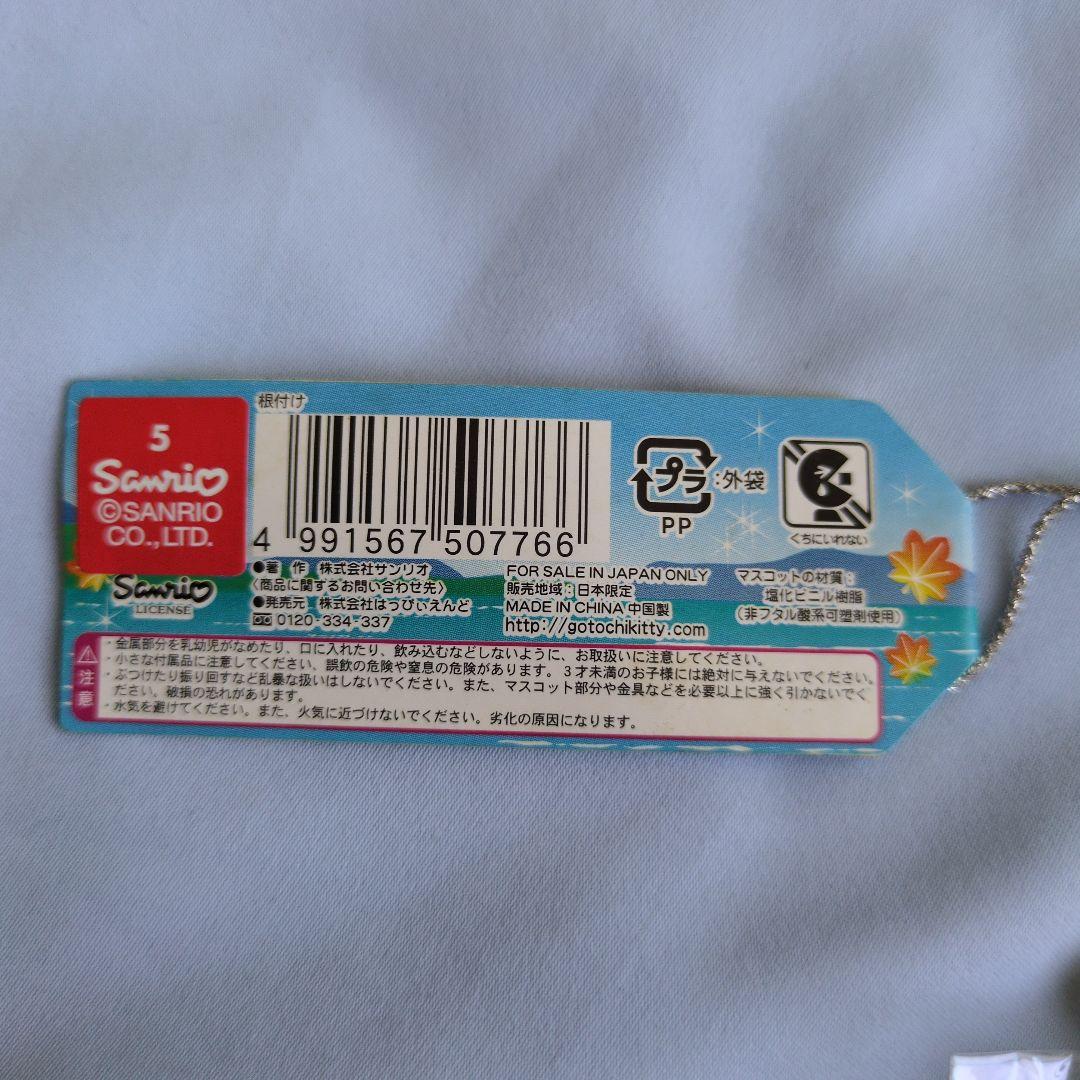 5
Sanrio
©SANRIO
CO.,LTD.
根付け
4 991567 507766
プラ:外袋
PP
くちにいれない
Sanrio
LICENSE
●著 作 株式会社サンリオ
〈商品に関するお問い合わせ先〉
●発売元 株式会社はうびぃえんど
0120-334-337
FOR SALE IN JAPAN ONLY
販売地域:日本限定
MADE IN CHINA 中国製
http://gotochikitty.com
マスコットの材質:
塩化ビニル樹脂
(非フタル酸系可塑剤使用)
注意
・金属部分を乳幼児がなめたり、口に入れたり、飲み込むなどしないように、お取扱いに注意してください。
・小さな付属品に注意してください、誤飲の危険や窒息の危険があります。3才未満のお子様には絶対に与えないでください。
・ぶつけたり振り回すなど乱暴な扱いはしないでください。また、マスコット部分や金具などを必要以上に強く引かないでく
ださい。破損の恐れがあります。
・水気を避けてください。また、火気に近づけないでください。劣化の原因になります。